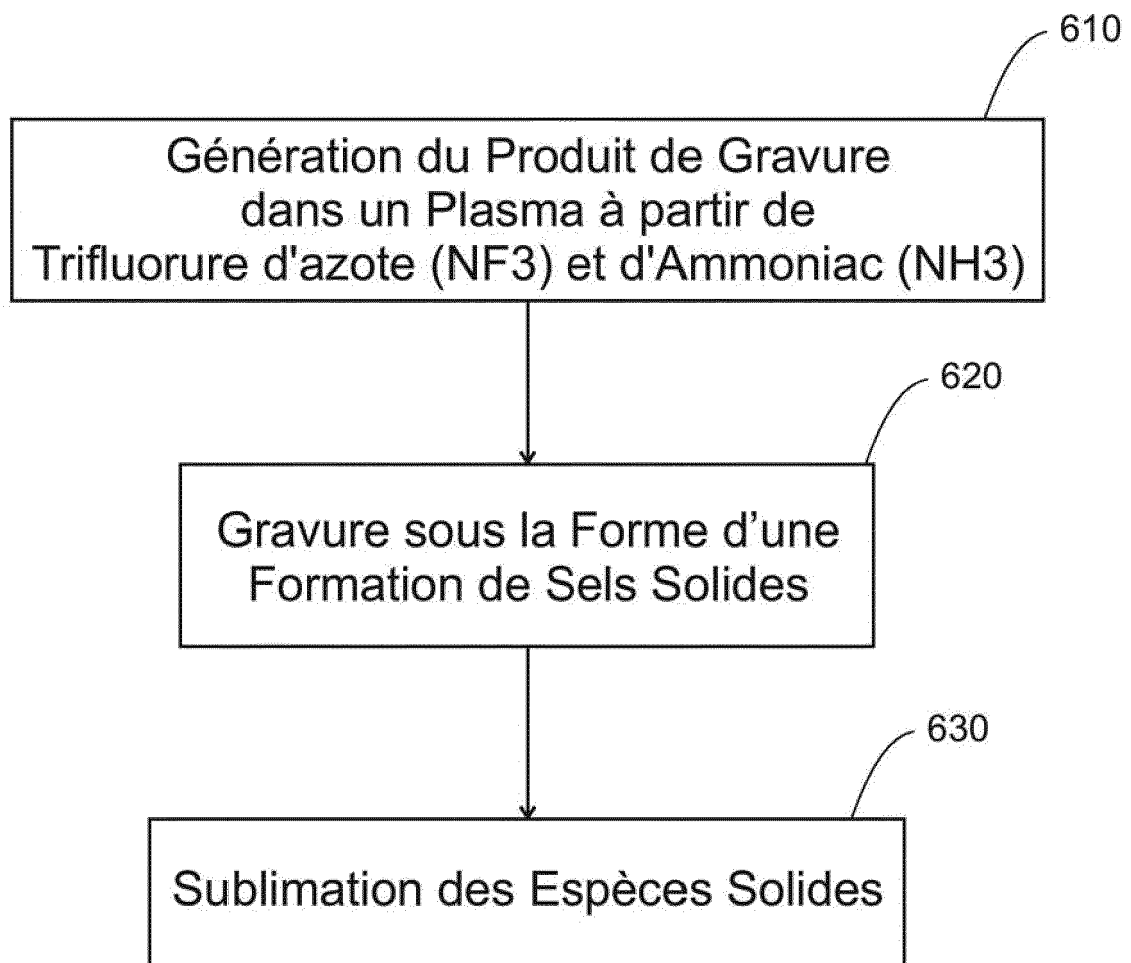 610
Génération du Produit de Gravure
dans un Plasma à partir de
Trifluorure d'azote (NF3) et d'Ammoniac (NH3)
620
Gravure sous la Forme d’une
Formation de Sels Solides
630
Sublimation des Espèces Solides